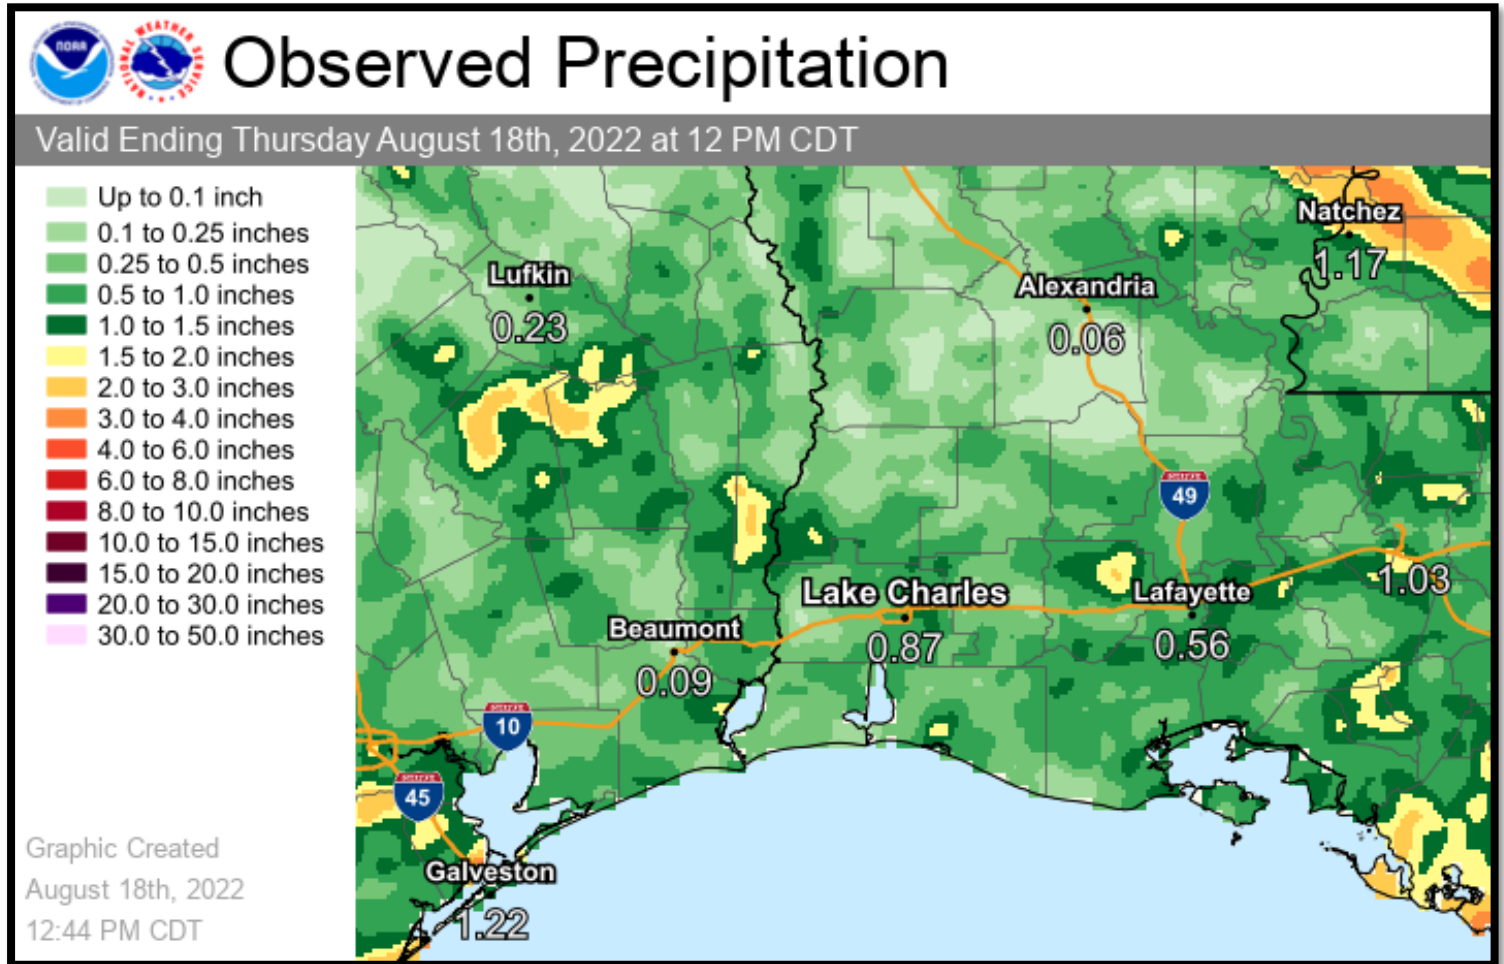 NOAA
NATIONAL WEATHER SERVICE
Observed Precipitation
Valid Ending Thursday August 18th, 2022 at 12 PM CDT
Up to 0.1 inch
0.1 to 0.25 inches
0.25 to 0.5 inches
0.5 to 1.0 inches
1.0 to 1.5 inches
1.5 to 2.0 inches
2.0 to 3.0 inches
3.0 to 4.0 inches
4.0 to 6.0 inches
6.0 to 8.0 inches
8.0 to 10.0 inches
10.0 to 15.0 inches
15.0 to 20.0 inches
20.0 to 30.0 inches
30.0 to 50.0 inches
Graphic Created
August 18th, 2022
12:44 PM CDT
Natchez
1.17
Lufkin
0.23
Alexandria
0.06
49
1.03
Lake Charles
0.87
Lafayette
0.56
Beaumont
0.09
10
45
Galveston
1.22